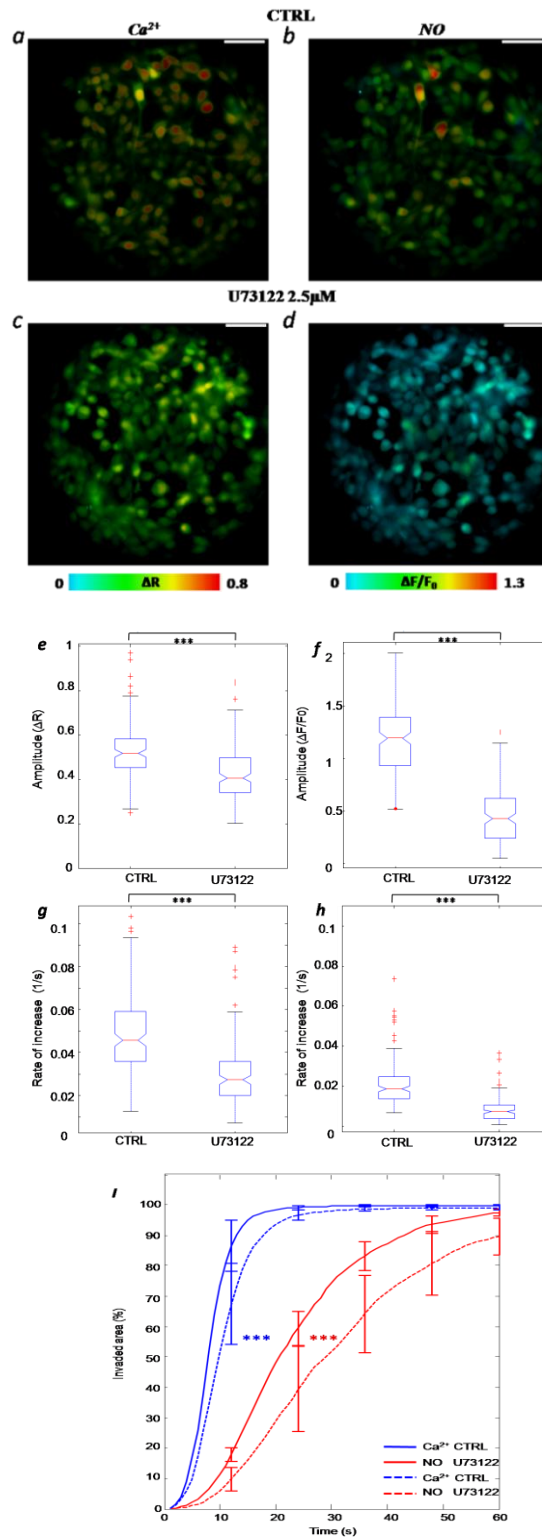 CTRL
a Ca²⁺ b NO
U73122 2.5μM
c d
0 ΔR 0.8 0 ΔF/F₀ 1.3
e *** f ***
1
0.8
0.6
0.4
0.2
0
Amplitude (ΔR)
CTRL U73122
2
1.5
1
0.5
0
Amplitude (ΔF/F0)
CTRL U73122
g *** h ***
0.1
0.08
0.06
0.04
0.02
0
Rate of increase (1/s)
CTRL U73122
0.1
0.08
0.06
0.04
0.02
0
Rate of increase (1/s)
CTRL U73122
i
100
90
80
70
60
50
40
30
20
10
0
Invaded area (%)
*** ***
Ca²⁺ CTRL
NO U73122
Ca²⁺ CTRL
NO U73122
0 10 20 30 40 50 60
Time (s)